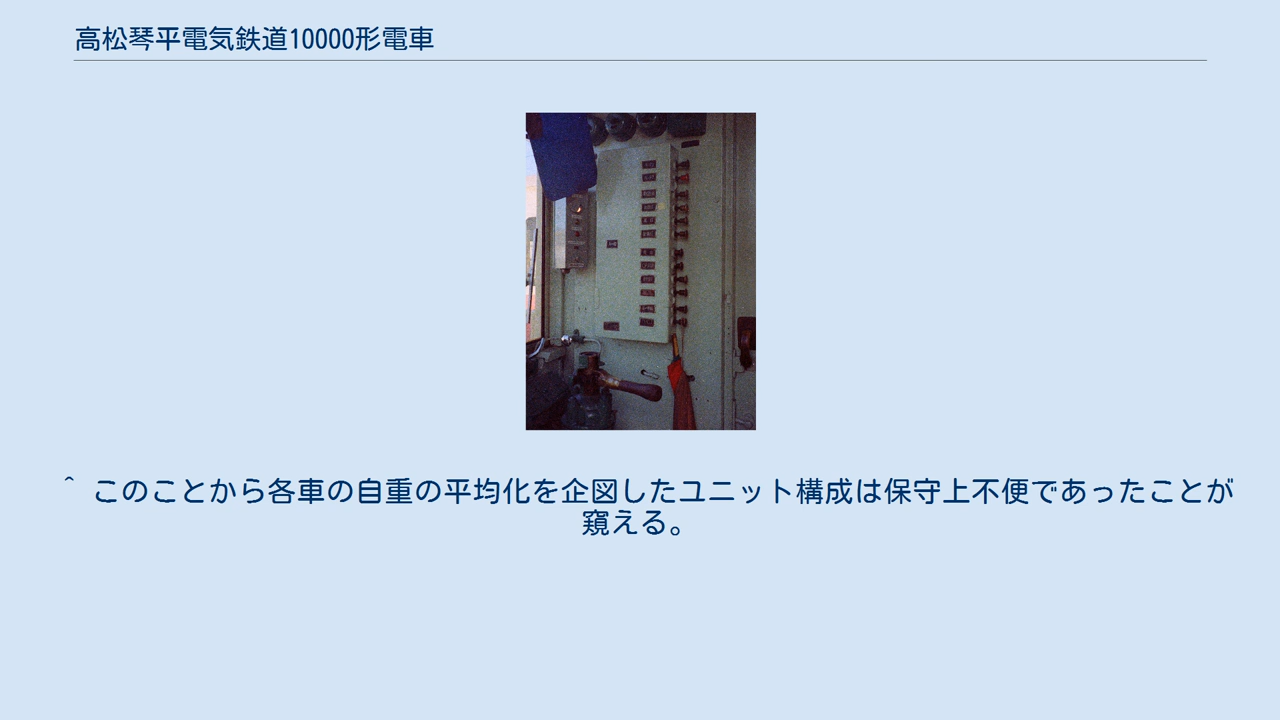 高松琴平電気鉄道10000形電車
^ このことから各車の自重の平均化を企図したユニット構成は保守上不便であったことが
窺える。